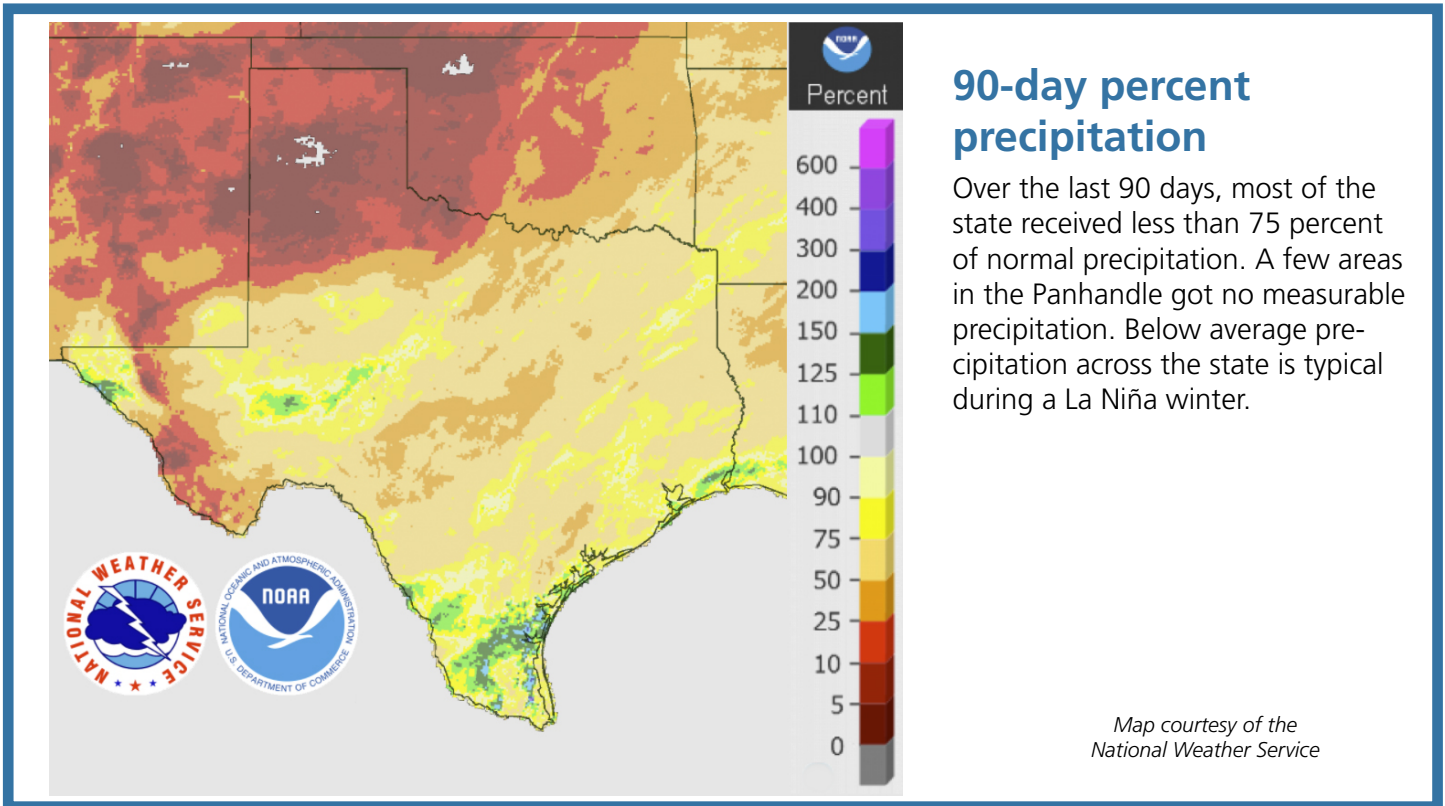 NOAA
Percent
600
400
300
200
150
125
110
100
90
75
50
25
10
5
0
90-day percent
precipitation
Over the last 90 days, most of the
state received less than 75 percent
of normal precipitation. A few areas
in the Panhandle got no measurable
precipitation. Below average pre-
cipitation across the state is typical
during a La Niña winter.
NATIONAL WEATHER SERVICE
NATIONAL OCEANIC AND ATMOSPHERIC ADMINISTRATION
NOAA
U.S. DEPARTMENT OF COMMERCE
Map courtesy of the
National Weather Service